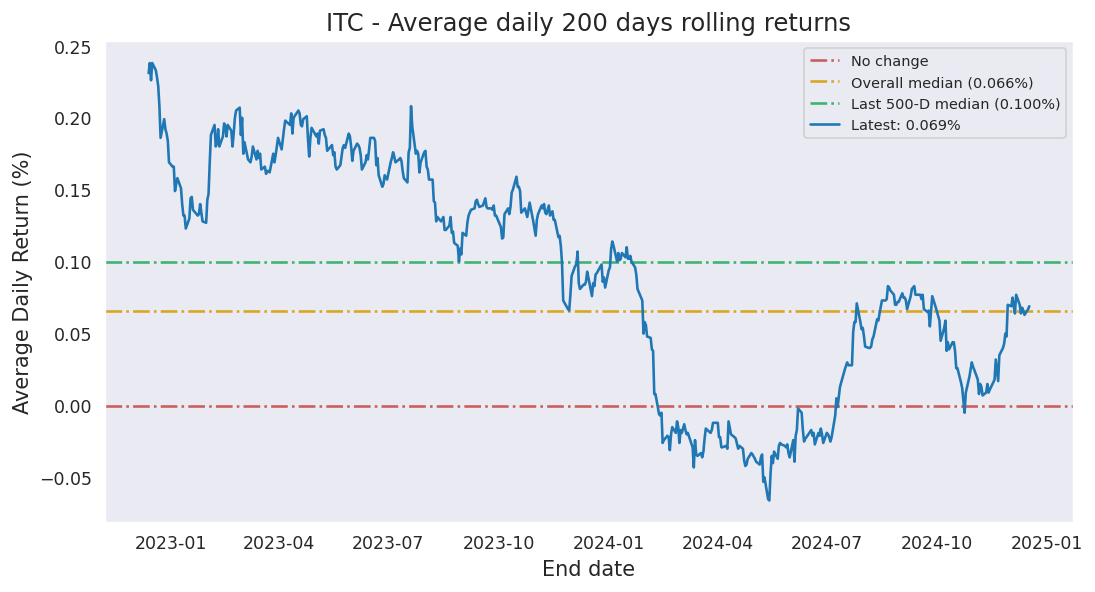 ITC - Average daily 200 days rolling returns
Average Daily Return (%)
0.25
0.20
0.15
0.10
0.05
0.00
−0.05
No change
Overall median (0.066%)
Last 500-D median (0.100%)
Latest: 0.069%
2023-01 2023-04 2023-07 2023-10 2024-01 2024-04 2024-07 2024-10 2025-01
End date